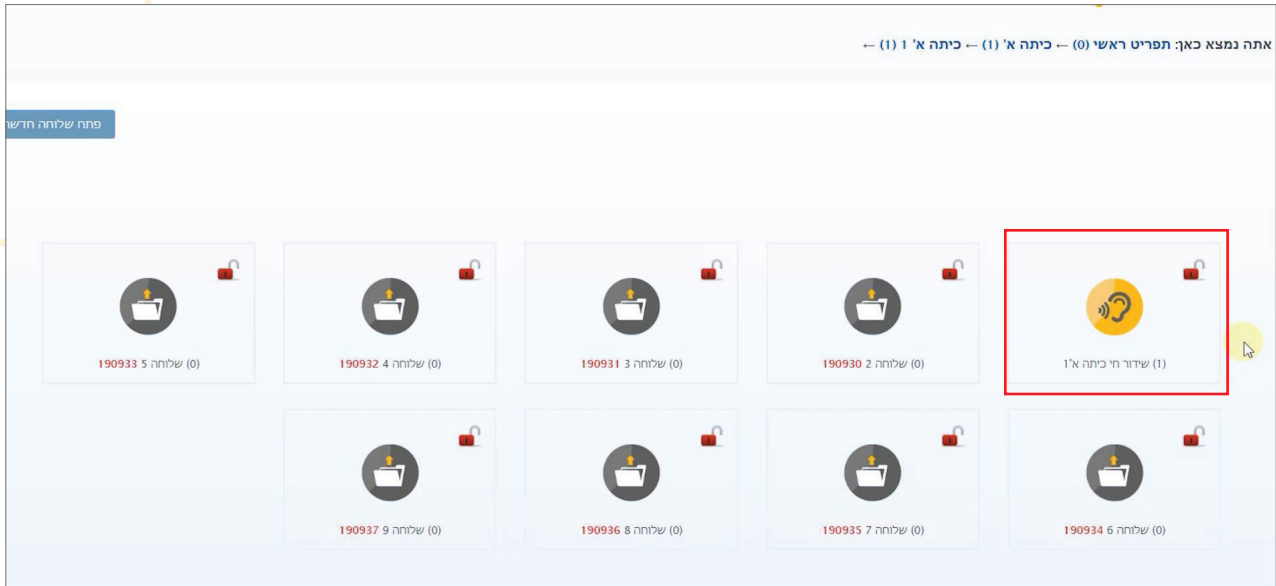 אתה נמצא כאן: תפריט ראשי (0) ← כיתה א' (1) ← כיתה א' 1 (1) ←
פתח שלוחה חדשה
(1) שידור חי כיתה א'1
(0) שלוחה 2 190930
(0) שלוחה 3 190931
(0) שלוחה 4 190932
(0) שלוחה 5 190933
(0) שלוחה 6 190934
(0) שלוחה 7 190935
(0) שלוחה 8 190936
(0) שלוחה 9 190937